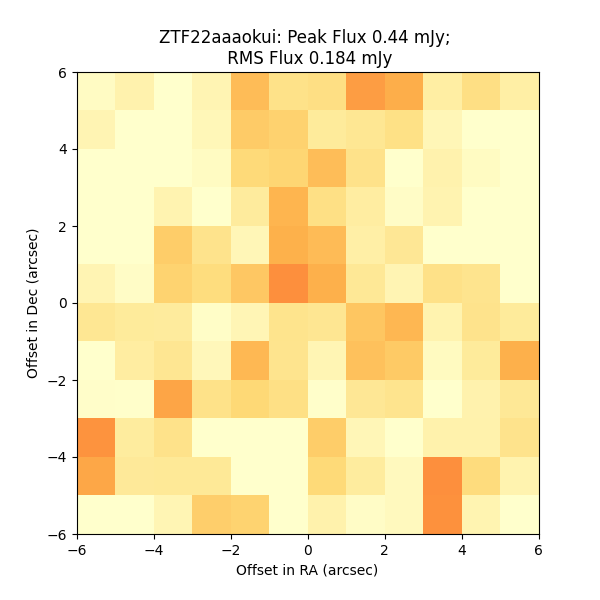 ZTF22aaaokui: Peak Flux 0.44 mJy;
RMS Flux 0.184 mJy
6
4
2
0
−2
−4
−6
Offset in Dec (arcsec)
−6 −4 −2 0 2 4 6
Offset in RA (arcsec)